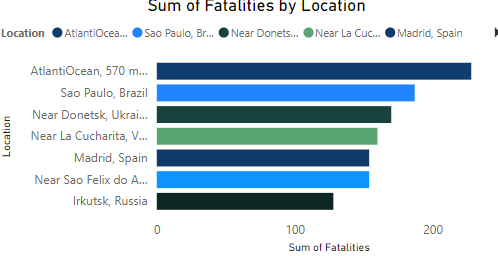 Sum of Fatalities by Location
Location AtlantiOcea... Sao Paulo, Br... Near Donets... Near La Cuc... Madrid, Spain
AtlantiOcean, 570 m...
Sao Paulo, Brazil
Near Donetsk, Ukrai...
Near La Cucharita, V...
Madrid, Spain
Near Sao Felix do A...
Irkutsk, Russia
Location
0 100 200
Sum of Fatalities